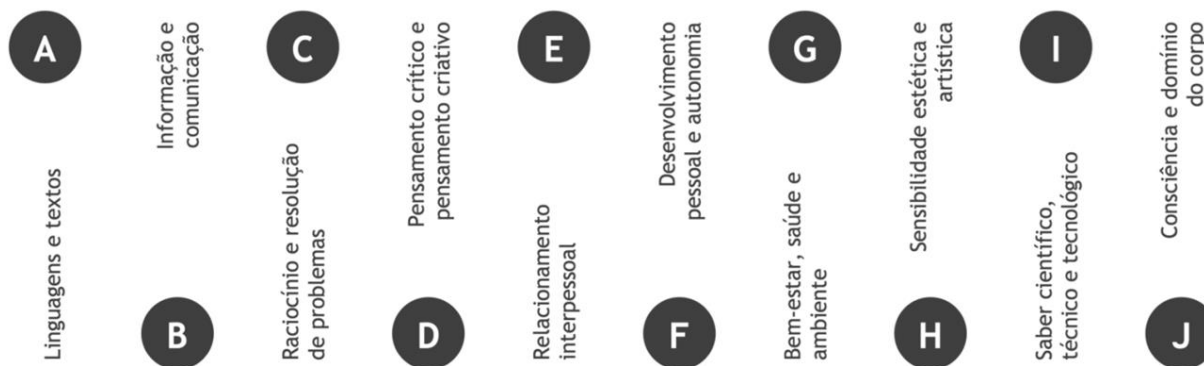 A
Linguagens e textos
B
Informação e
comunicação
C
Raciocínio e resolução
de problemas
D
Pensamento crítico e
pensamento criativo
E
Relacionamento
interpessoal
F
Desenvolvimento
pessoal e autonomia
G
Bem-estar, saúde e
ambiente
H
Sensibilidade estética e
artística
I
Saber científico,
técnico e tecnológico
J
Consciência e domínio
do corpo